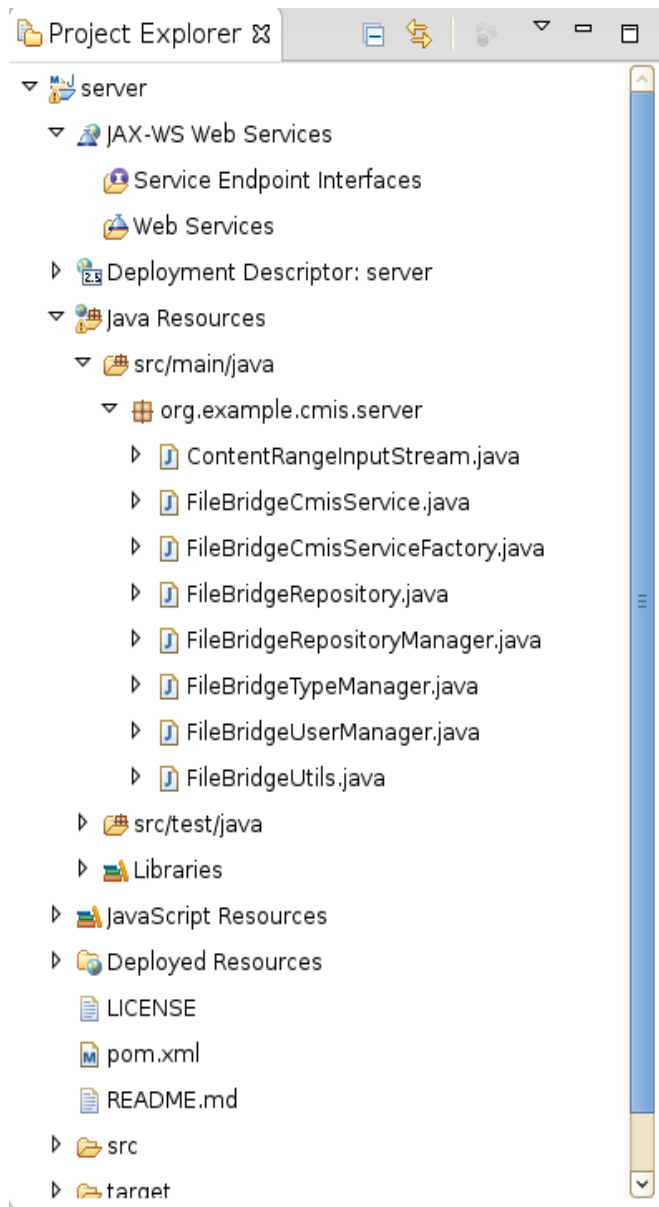 Project Explorer
server
JAX-WS Web Services
Service Endpoint Interfaces
Web Services
Deployment Descriptor: server
Java Resources
src/main/java
org.example.cmis.server
ContentRangeInputStream.java
FileBridgeCmisService.java
FileBridgeCmisServiceFactory.java
FileBridgeRepository.java
FileBridgeRepositoryManager.java
FileBridgeTypeManager.java
FileBridgeUserManager.java
FileBridgeUtils.java
src/test/java
Libraries
JavaScript Resources
Deployed Resources
LICENSE
pom.xml
README.md
src
target